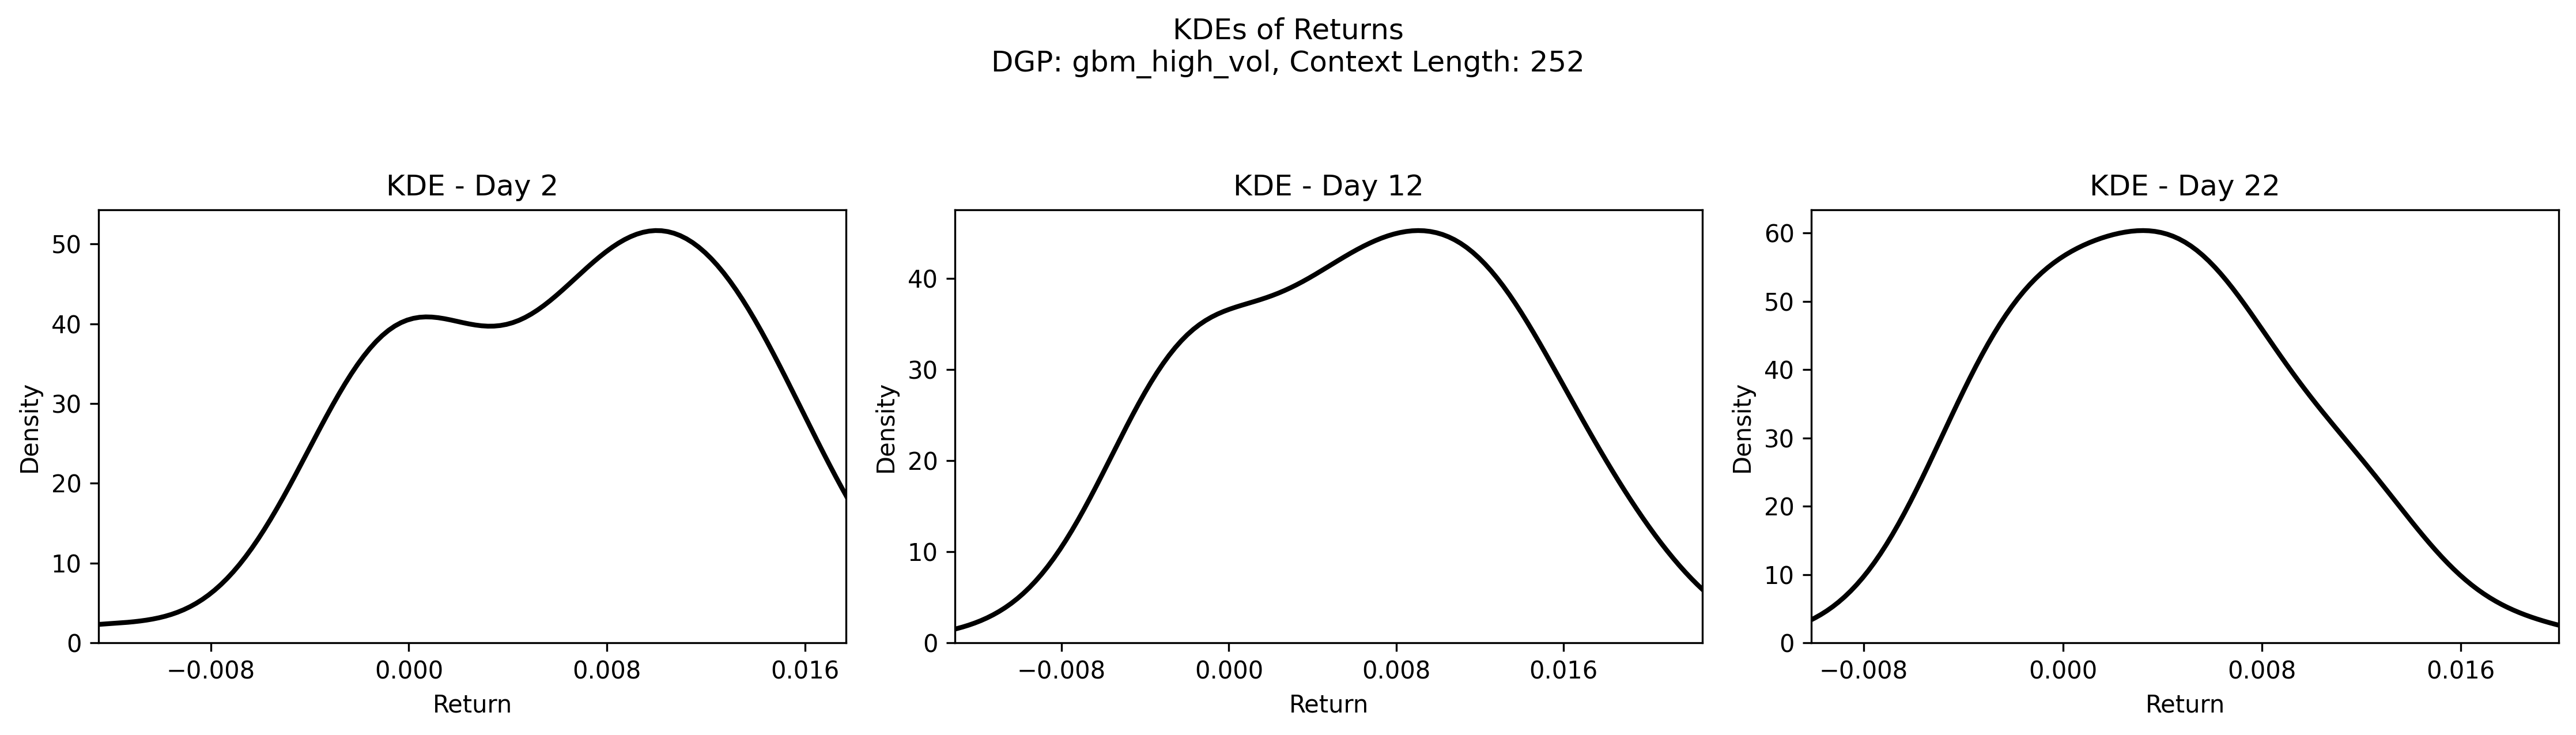 KDEs of Returns
DGP: gbm_high_vol, Context Length: 252
KDE - Day 2
50
40
30
20
10
0
Density
−0.008
0.000
0.008
0.016
Return
KDE - Day 12
40
30
20
10
0
Density
−0.008
0.000
0.008
0.016
Return
KDE - Day 22
60
50
40
30
20
10
0
Density
−0.008
0.000
0.008
0.016
Return